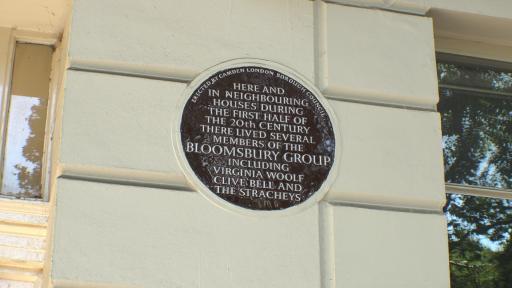 ERECTED BY CAMDEN LONDON BOROUGH COUNCIL
HERE AND
IN NEIGHBOURING
HOUSES DURING
THE FIRST HALF OF
THE 20th CENTURY
THERE LIVED SEVERAL
MEMBERS OF THE
BLOOMSBURY GROUP
INCLUDING
VIRGINIA WOOLF
CLIVE BELL AND
THE STRACHEYS